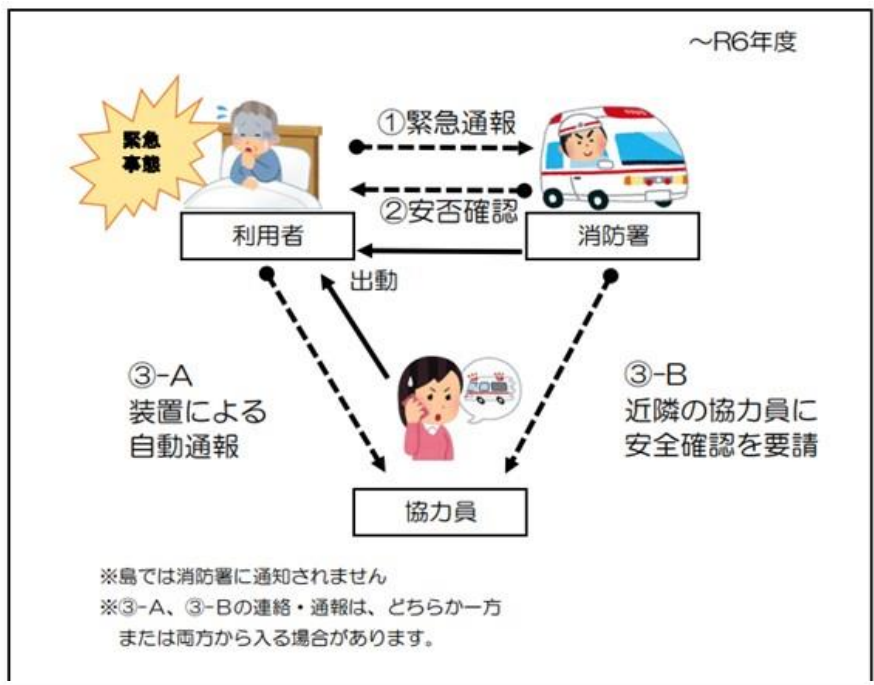 ～R6年度
緊急
事態
①緊急通報
②安否確認
利用者
消防署
出動
③-A
装置による
自動通報
③-B
近隣の協力員に
安全確認を要請
協力員
※島では消防署に通知されません
※③-A、③-Bの連絡・通報は、どちらか一方
または両方から入る場合があります。